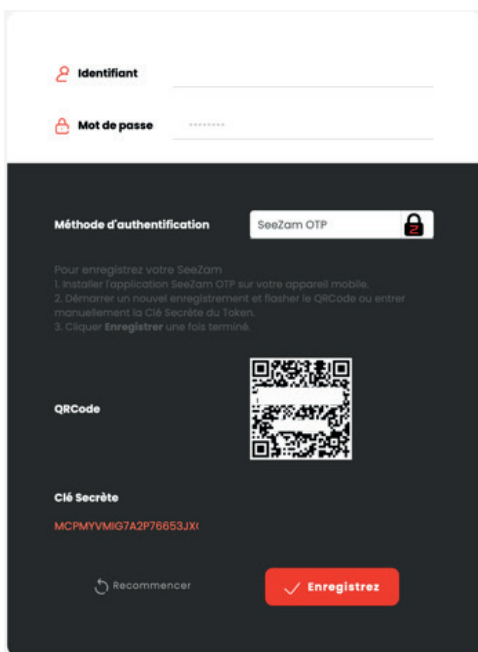 Identifiant
Mot de passe --------
Méthode d'authentification SeeZam OTP
Pour enregistrez votre SeeZam
1. Installer l'application SeeZam OTP sur votre appareil mobile.
2. Démarrer un nouvel enregistrement et flasher le QRCode ou entrer
manuellement la Clé Secrète du Token.
3. Cliquer Enregistrer une fois terminé.
QRCode
Clé Secrète
MCPMYVMIG7A2P76653JX(
Recommencer Enregistrez